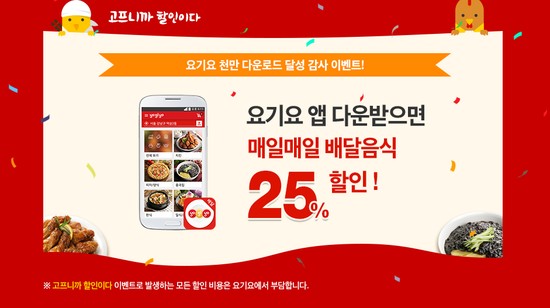 고프니까 할인이다
요기요 천만 다운로드 달성 감사 이벤트!
요기요 앱 다운받으면
매일매일 배달음식
25% 할인 !
※ 고프니까 할인이다 이벤트로 발생하는 모든 할인 비용은 요기요에서 부담합니다.